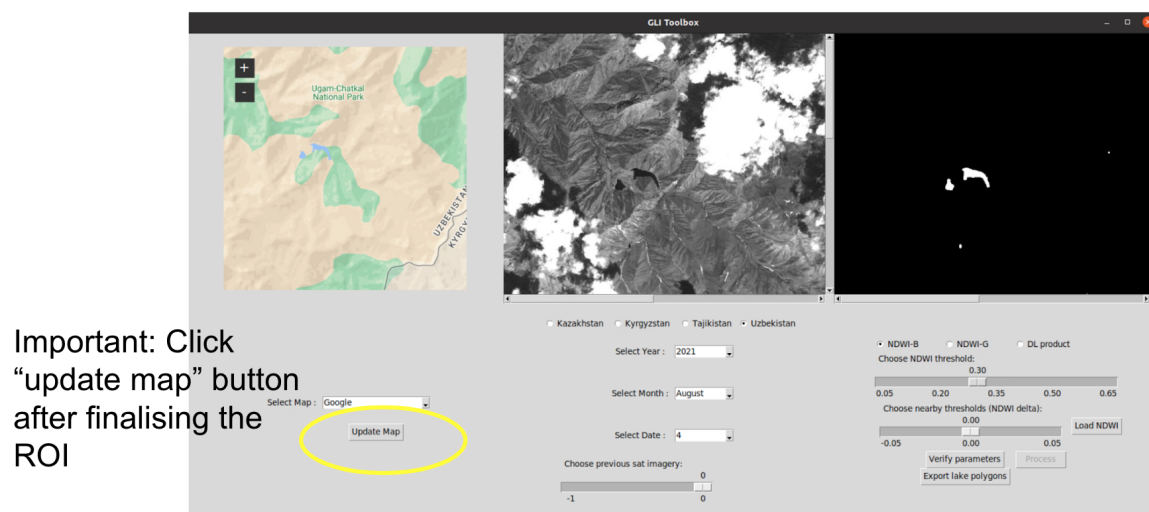 GLI Toolbox
+
-
Ugam-Chatkal
National Park
UZBEKISTAN
KYRGY
Important: Click
“update map” button
after finalising the
ROI
Select Map : Google
Update Map
Kazakhstan Kyrgyzstan Tajikistan Uzbekistan
Select Year : 2021
Select Month : August
Select Date : 4
Choose previous sat imagery:
0
-1 0
NDWI-B NDWI-G DL product
Choose NDWI threshold:
0.30
0.05 0.20 0.35 0.50 0.65
Choose nearby thresholds (NDWI delta):
0.00
-0.05 0.00 0.05
Load NDWI
Verify parameters Process
Export lake polygons